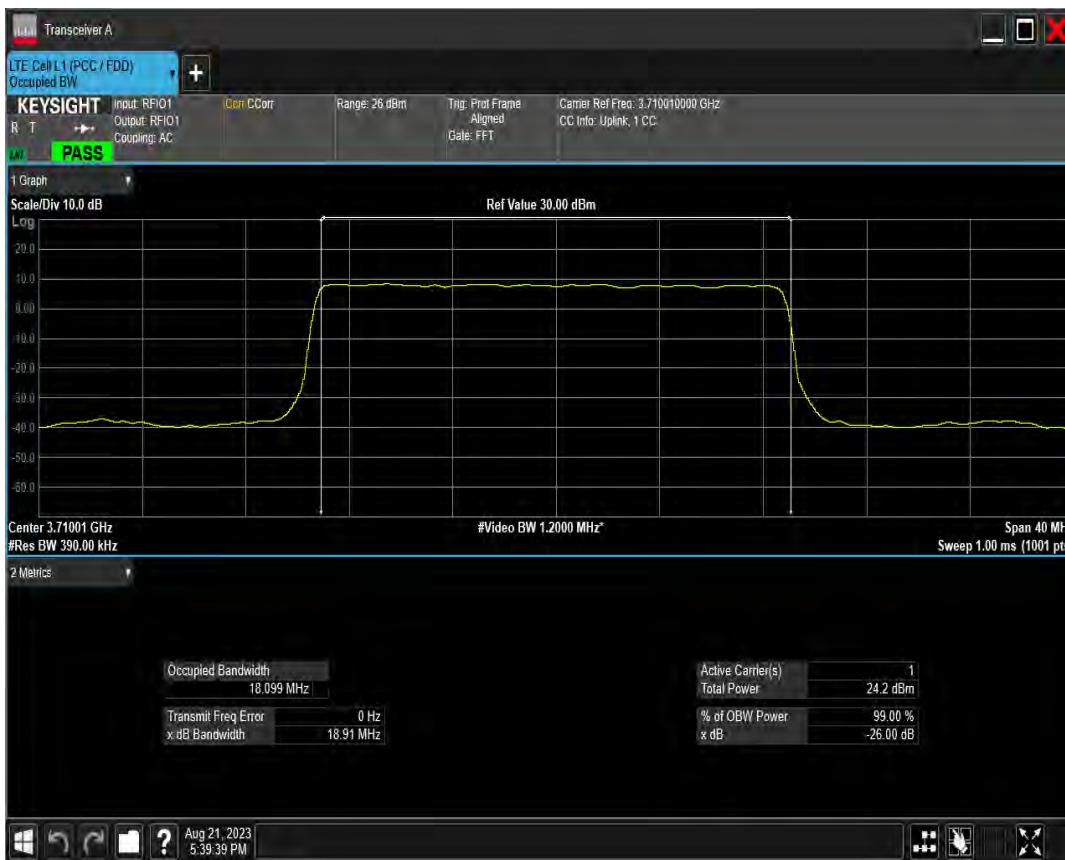 Transceiver A
LTE Cell L1 (PCC / FDD)
Occupied BW
+
KEYSIGHT
R T
PASS
Input: RFIO1
Output: RFIO1
Coupling: AC
Corr CCorr
Range: 26 dBm
Trig: Prot Frame
Aligned
Gate: FFT
Carrier Ref Freq: 3.710010000 GHz
CC Info: Uplink, 1 CC
1 Graph
Scale/Div 10.0 dB
Ref Value 30.00 dBm
Log
20.0
10.0
0.00
-10.0
-20.0
-30.0
-40.0
-50.0
-60.0
Center 3.71001 GHz
#Video BW 1.2000 MHz*
Span 40 MH
#Res BW 390.00 kHz
Sweep 1.00 ms (1001 pt
2 Metrics
Occupied Bandwidth
18.099 MHz
Transmit Freq Error 0 Hz
x dB Bandwidth 18.91 MHz
Active Carrier(s) 1
Total Power 24.2 dBm
% of OBW Power 99.00 %
x dB -26.00 dB
?
Aug 21, 2023
5:39:39 PM